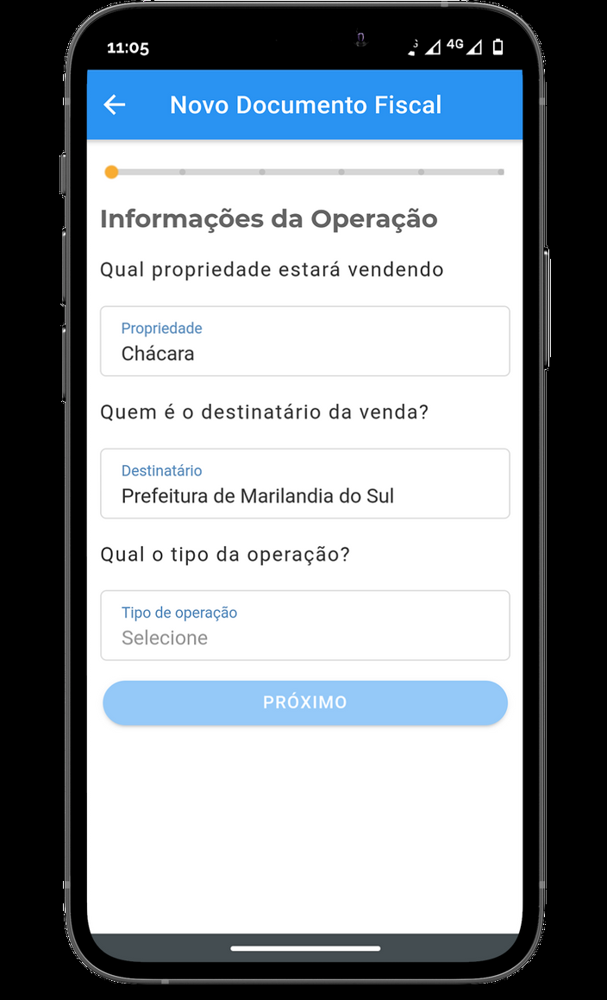 11:05
4G
Novo Documento Fiscal
Informações da Operação
Qual propriedade estará vendendo
Propriedade
Chácara
Quem é o destinatário da venda?
Destinatário
Prefeitura de Marilandia do Sul
Qual o tipo da operação?
Tipo de operação
Selecione
PRÓXIMO